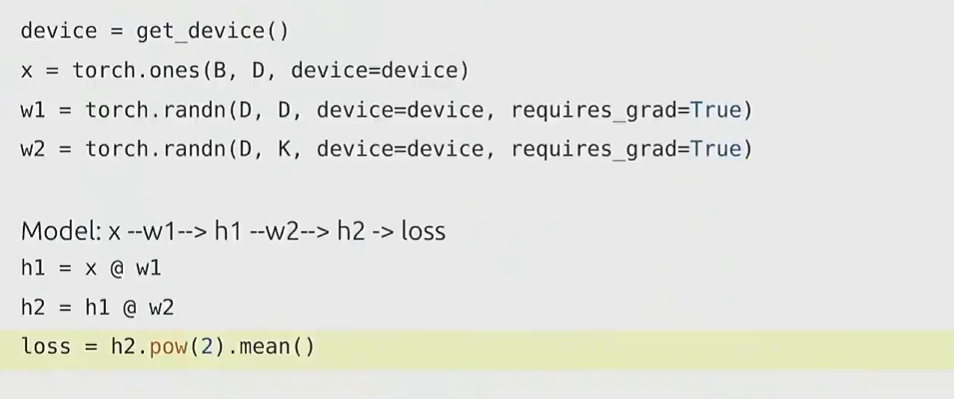 device = get_device()
x = torch.ones(B, D, device=device)
w1 = torch.randn(D, D, device=device, requires_grad=True)
w2 = torch.randn(D, K, device=device, requires_grad=True)
Model: x --w1--> h1 --w2--> h2 -> loss
h1 = x @ w1
h2 = h1 @ w2
loss = h2.pow(2).mean()